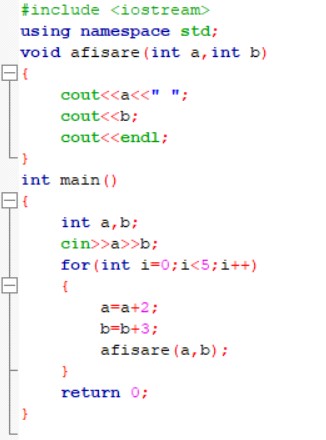 #include <iostream>
using namespace std;
void afisare(int a,int b)
{
    cout<<a<<" ";
    cout<<b;
    cout<<endl;
}
int main()
{
    int a,b;
    cin>>a>>b;
    for(int i=0;i<5;i++)
    {
        a=a+2;
        b=b+3;
        afisare(a,b);
    }
    return 0;
}